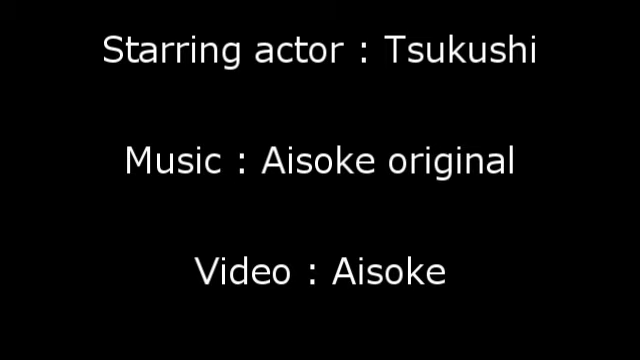 Starring actor : Tsukushi
Music : Aisoke original
Video : Aisoke